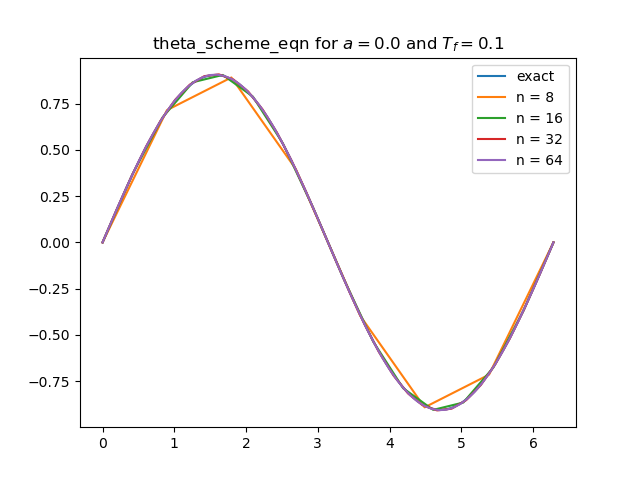 theta_scheme_eqn for a = 0.0 and T_f = 0.1
exact
n = 8
n = 16
n = 32
n = 64
0.75
0.50
0.25
0.00
−0.25
−0.50
−0.75
0 1 2 3 4 5 6